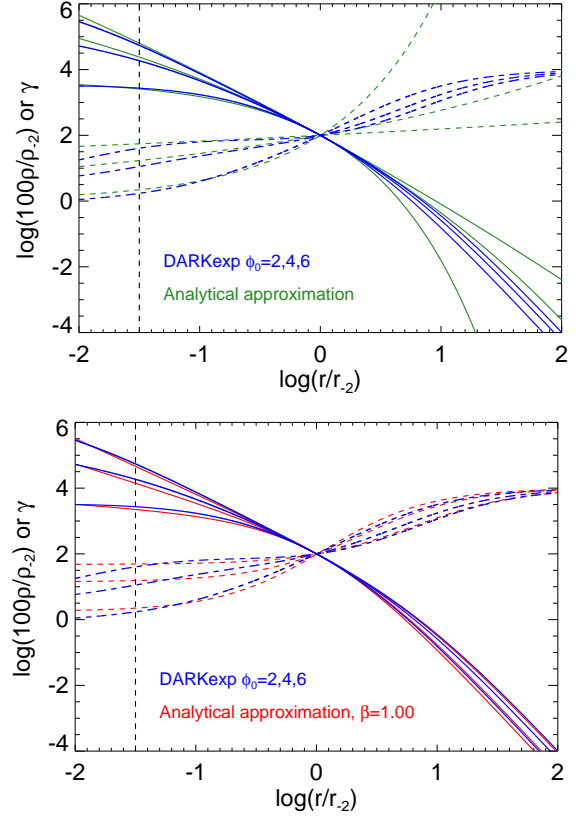 log(100ρ/ρ-2) or γ
6
4
2
0
-2
-4
DARKexp ϕ0=2,4,6
Analytical approximation
-2
-1
0
1
2
log(r/r-2)
log(100ρ/ρ-2) or γ
6
4
2
0
-2
-4
DARKexp ϕ0=2,4,6
Analytical approximation, β=1.00
-2
-1
0
1
2
log(r/r-2)